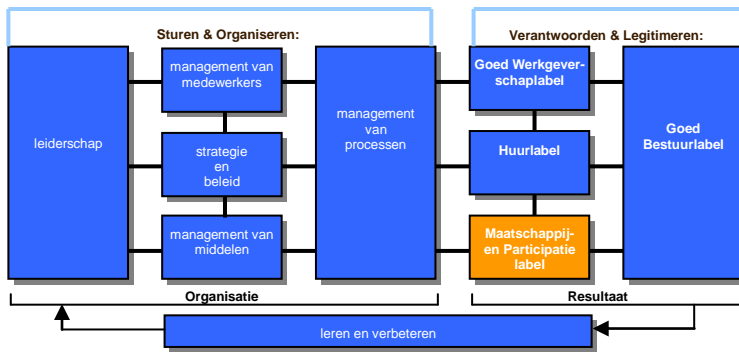 Sturen & Organiseren:
Verantwoorden & Legitimeren:
leiderschap
management van
medewerkers
strategie
en
beleid
management van
middelen
management
van
processen
Goed Werkgever-
schaplabel
Huurlabel
Maatschappij-
en Participatie
label
Goed
Bestuurlabel
Organisatie
Resultaat
leren en verbeteren